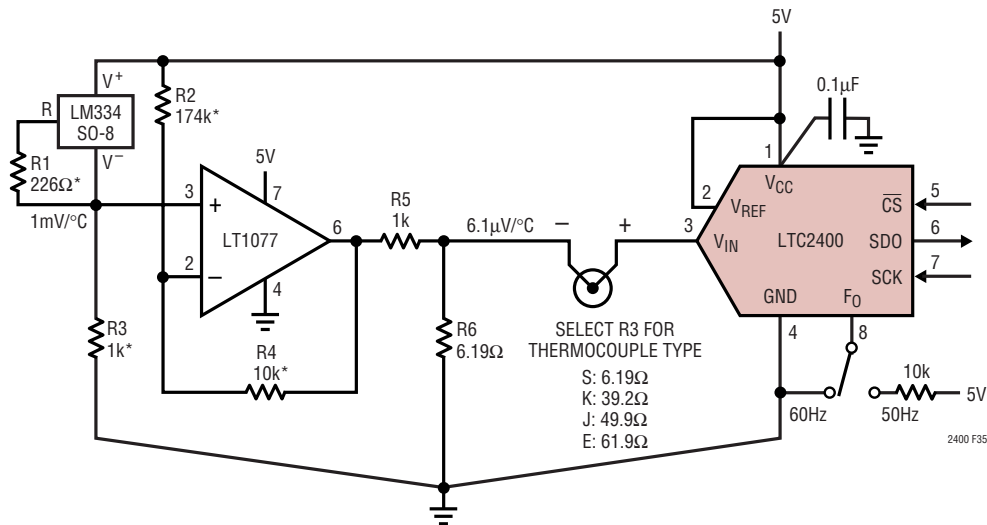 5V
0.1µF
V+
R
LM334
SO-8
V–
R1
226Ω*
R2
174k*
1mV/°C
5V
3
+
7
LT1077
6
2
–
4
R5
1k
6.1µV/°C
–
+
R3
1k*
R4
10k*
R6
6.19Ω
SELECT R3 FOR
THERMOCOUPLE TYPE
S: 6.19Ω
K: 39.2Ω
J: 49.9Ω
E: 61.9Ω
1
VCC
2
VREF
3
VIN
LTC2400
CS
5
SDO
6
SCK
7
GND
FO
4
8
60Hz
50Hz
10k
5V
2400 F35